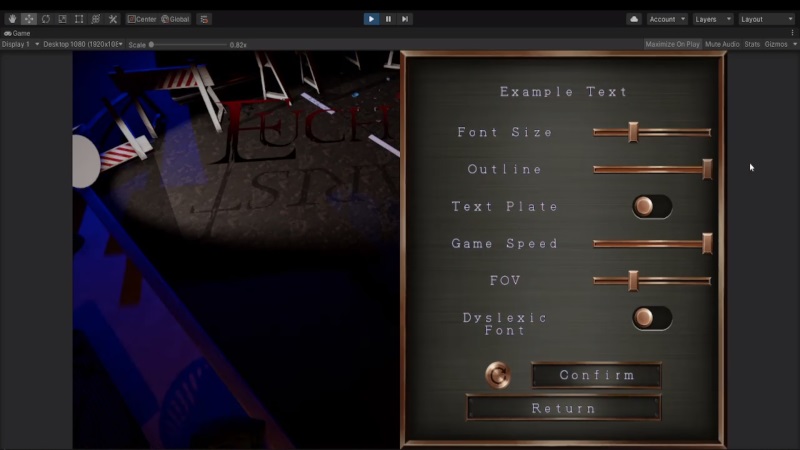 Center Global
Account Layers Layout
Game
Display 1 Desktop 1080 (1920x108 Scale 0.82x Maximize On Play Mute Audio Stats Gizmos
Example Text
Font Size
Outline
Text Plate
Game Speed
FOV
Dyslexic
Font
Confirm
Return